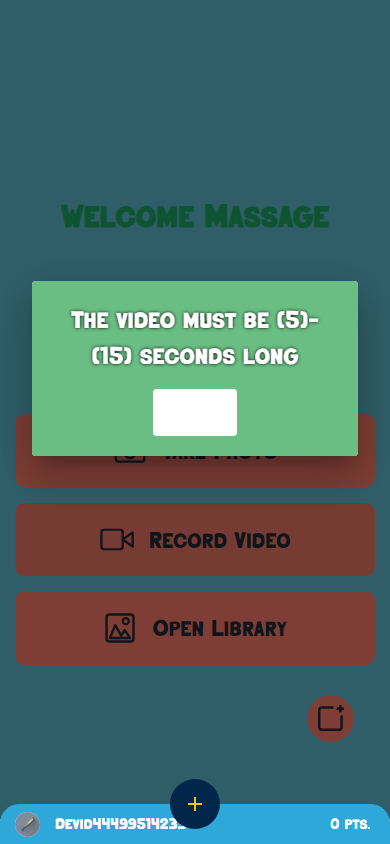 Welcome Massage
The video must be (5)-
(15) seconds long
Take Photo
Record Video
Open Library
0 pts.